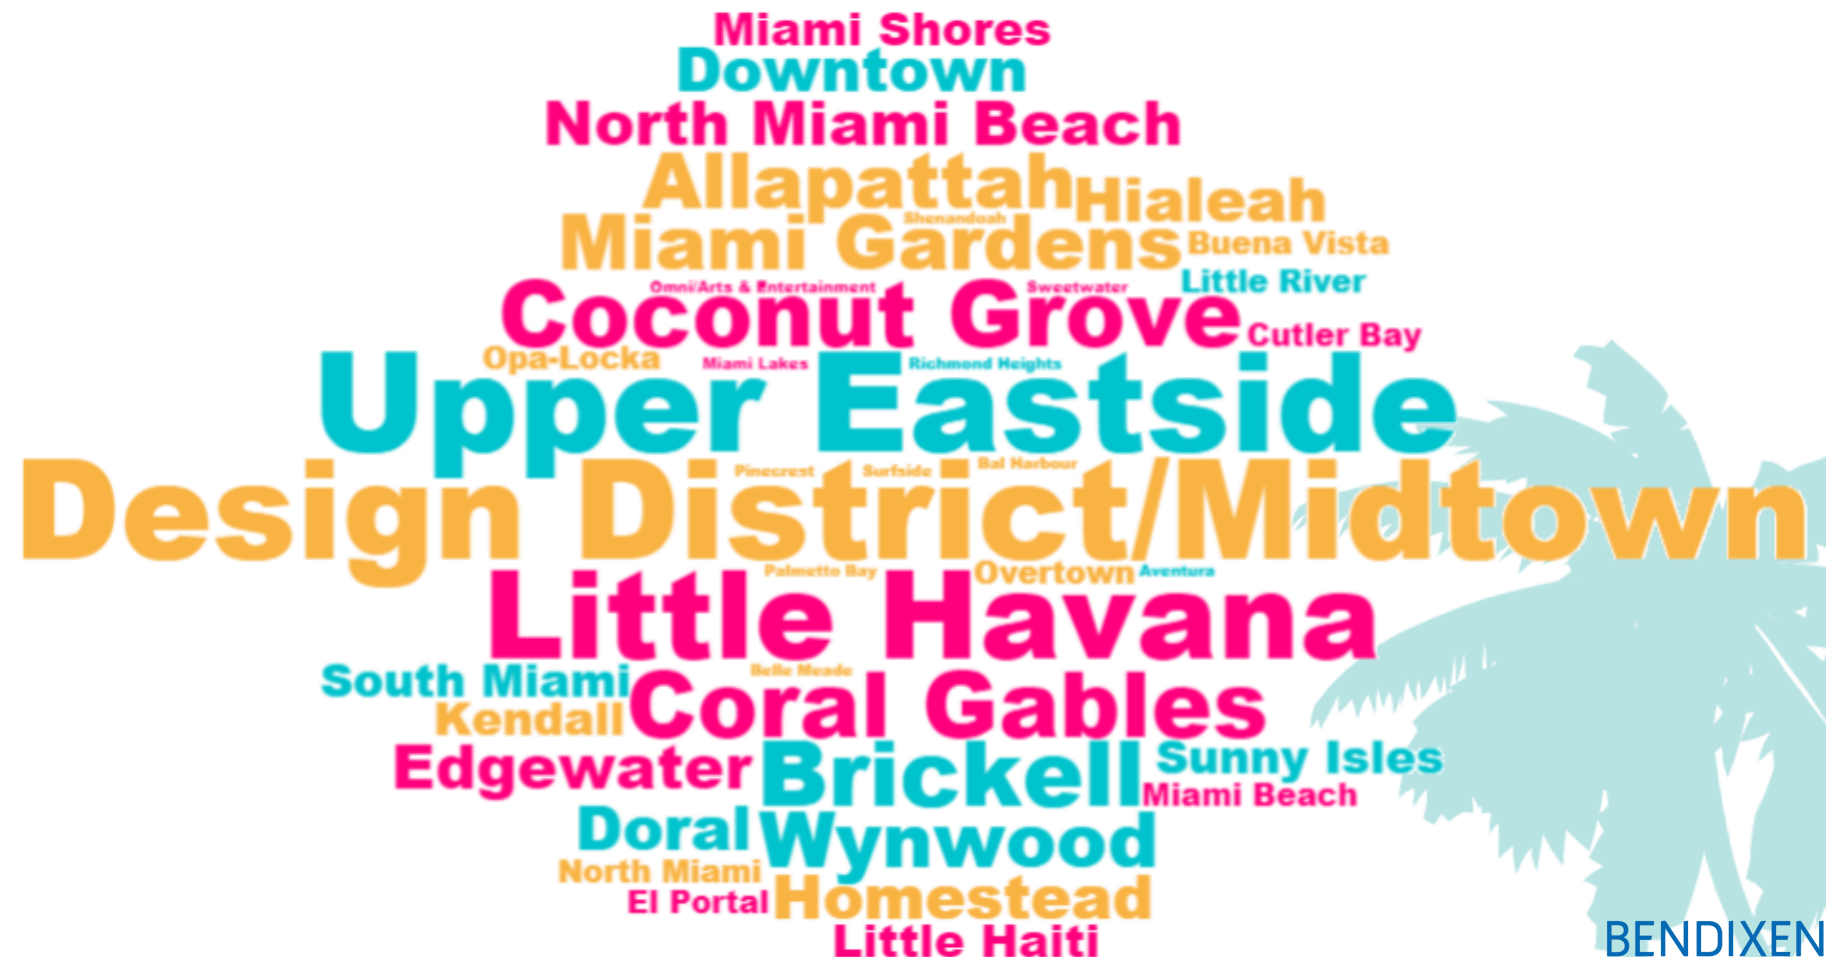 Miami Shores
Downtown
North Miami Beach
Allapattah
Hialeah
Shenandoah
Miami Gardens
Buena Vista
Little River
Omni/Arts & Entertainment
Sweetwater
Coconut Grove
Cutler Bay
Opa-Locka
Miami Lakes
Richmond Heights
Upper Eastside
Pinecrest
Surfside
Bal Harbour
Design District/Midtown
Palmetto Bay
Overtown
Aventura
Little Havana
South Miami
Belle Meade
Kendall
Coral Gables
Edgewater
Brickell
Sunny Isles
Miami Beach
Doral
Wynwood
North Miami
El Portal
Homestead
Little Haiti
BENDIXEN